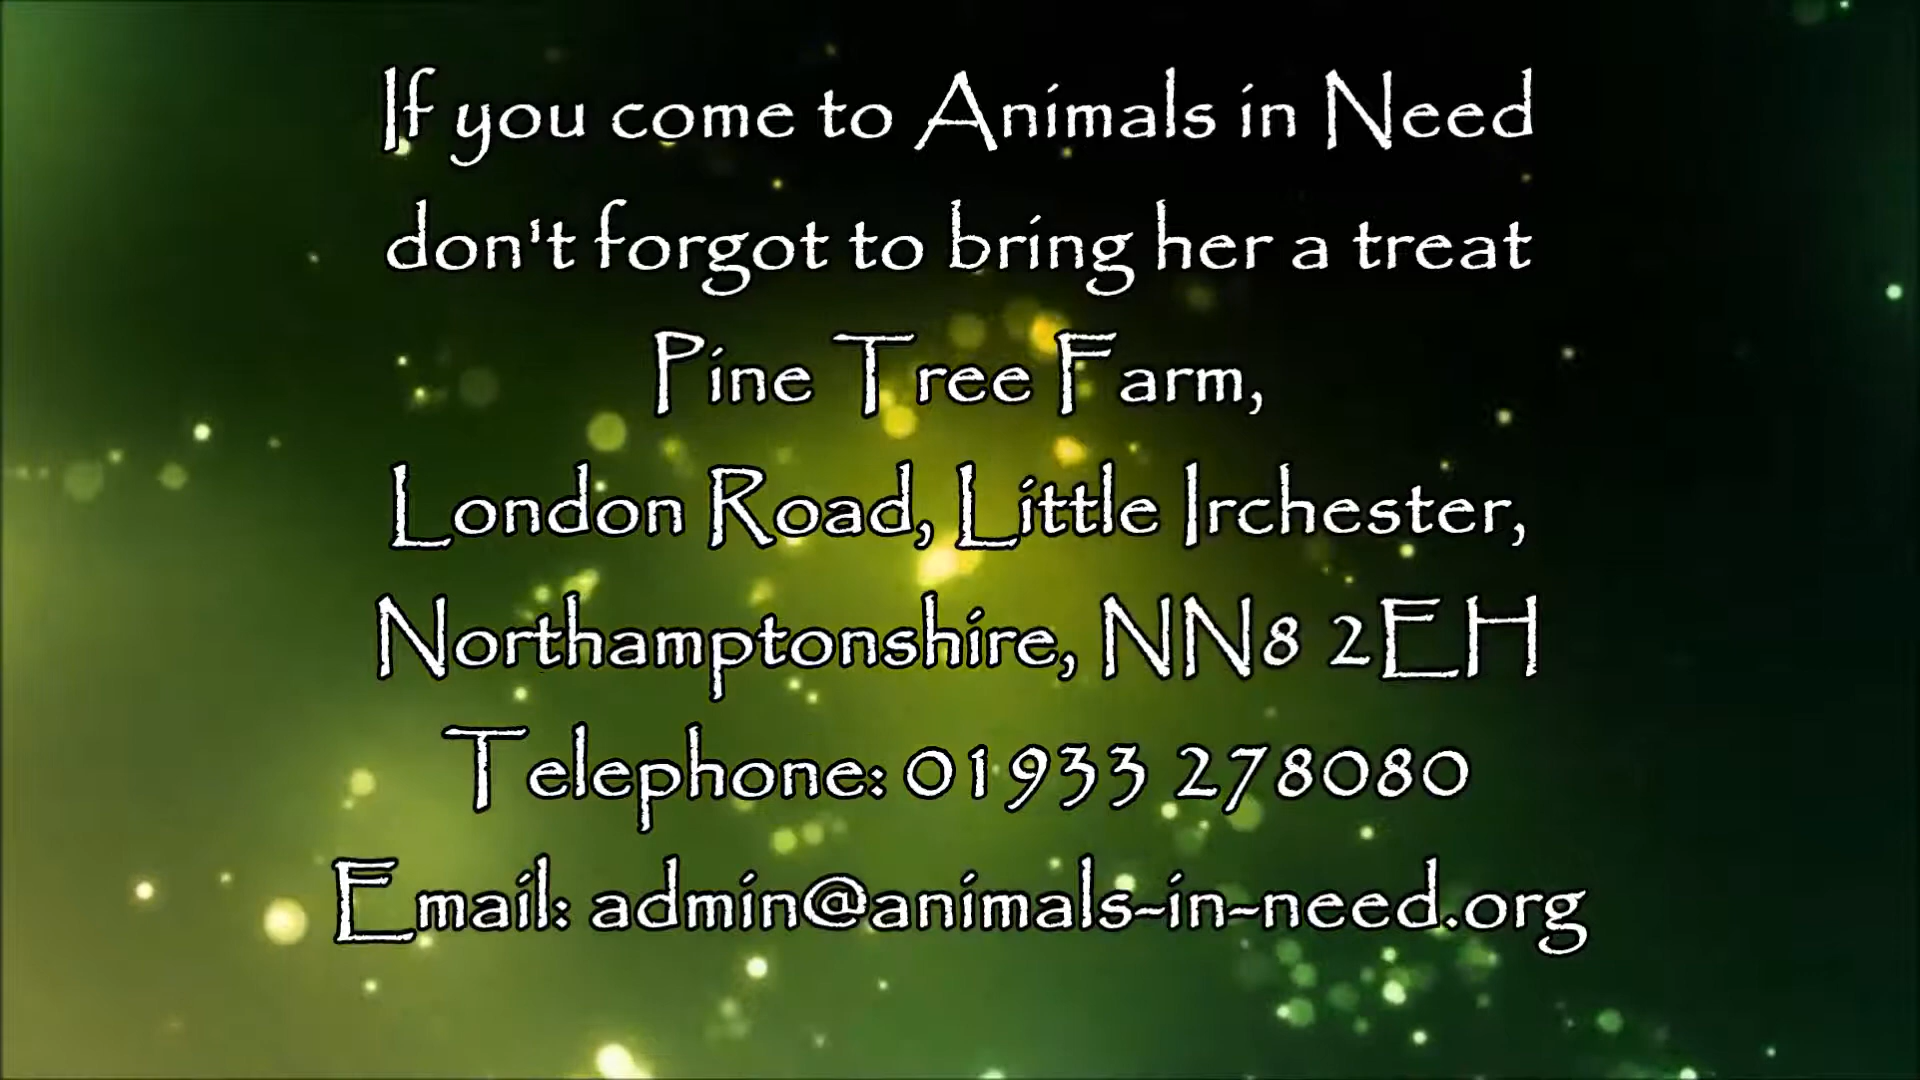 If you come to Animals in Need
don't forgot to bring her a treat
Pine Tree Farm,
London Road, Little Irchester,
Northamptonshire, NN8 2EH
Telephone: 01933 278080
Email: admin@animals-in-need.org